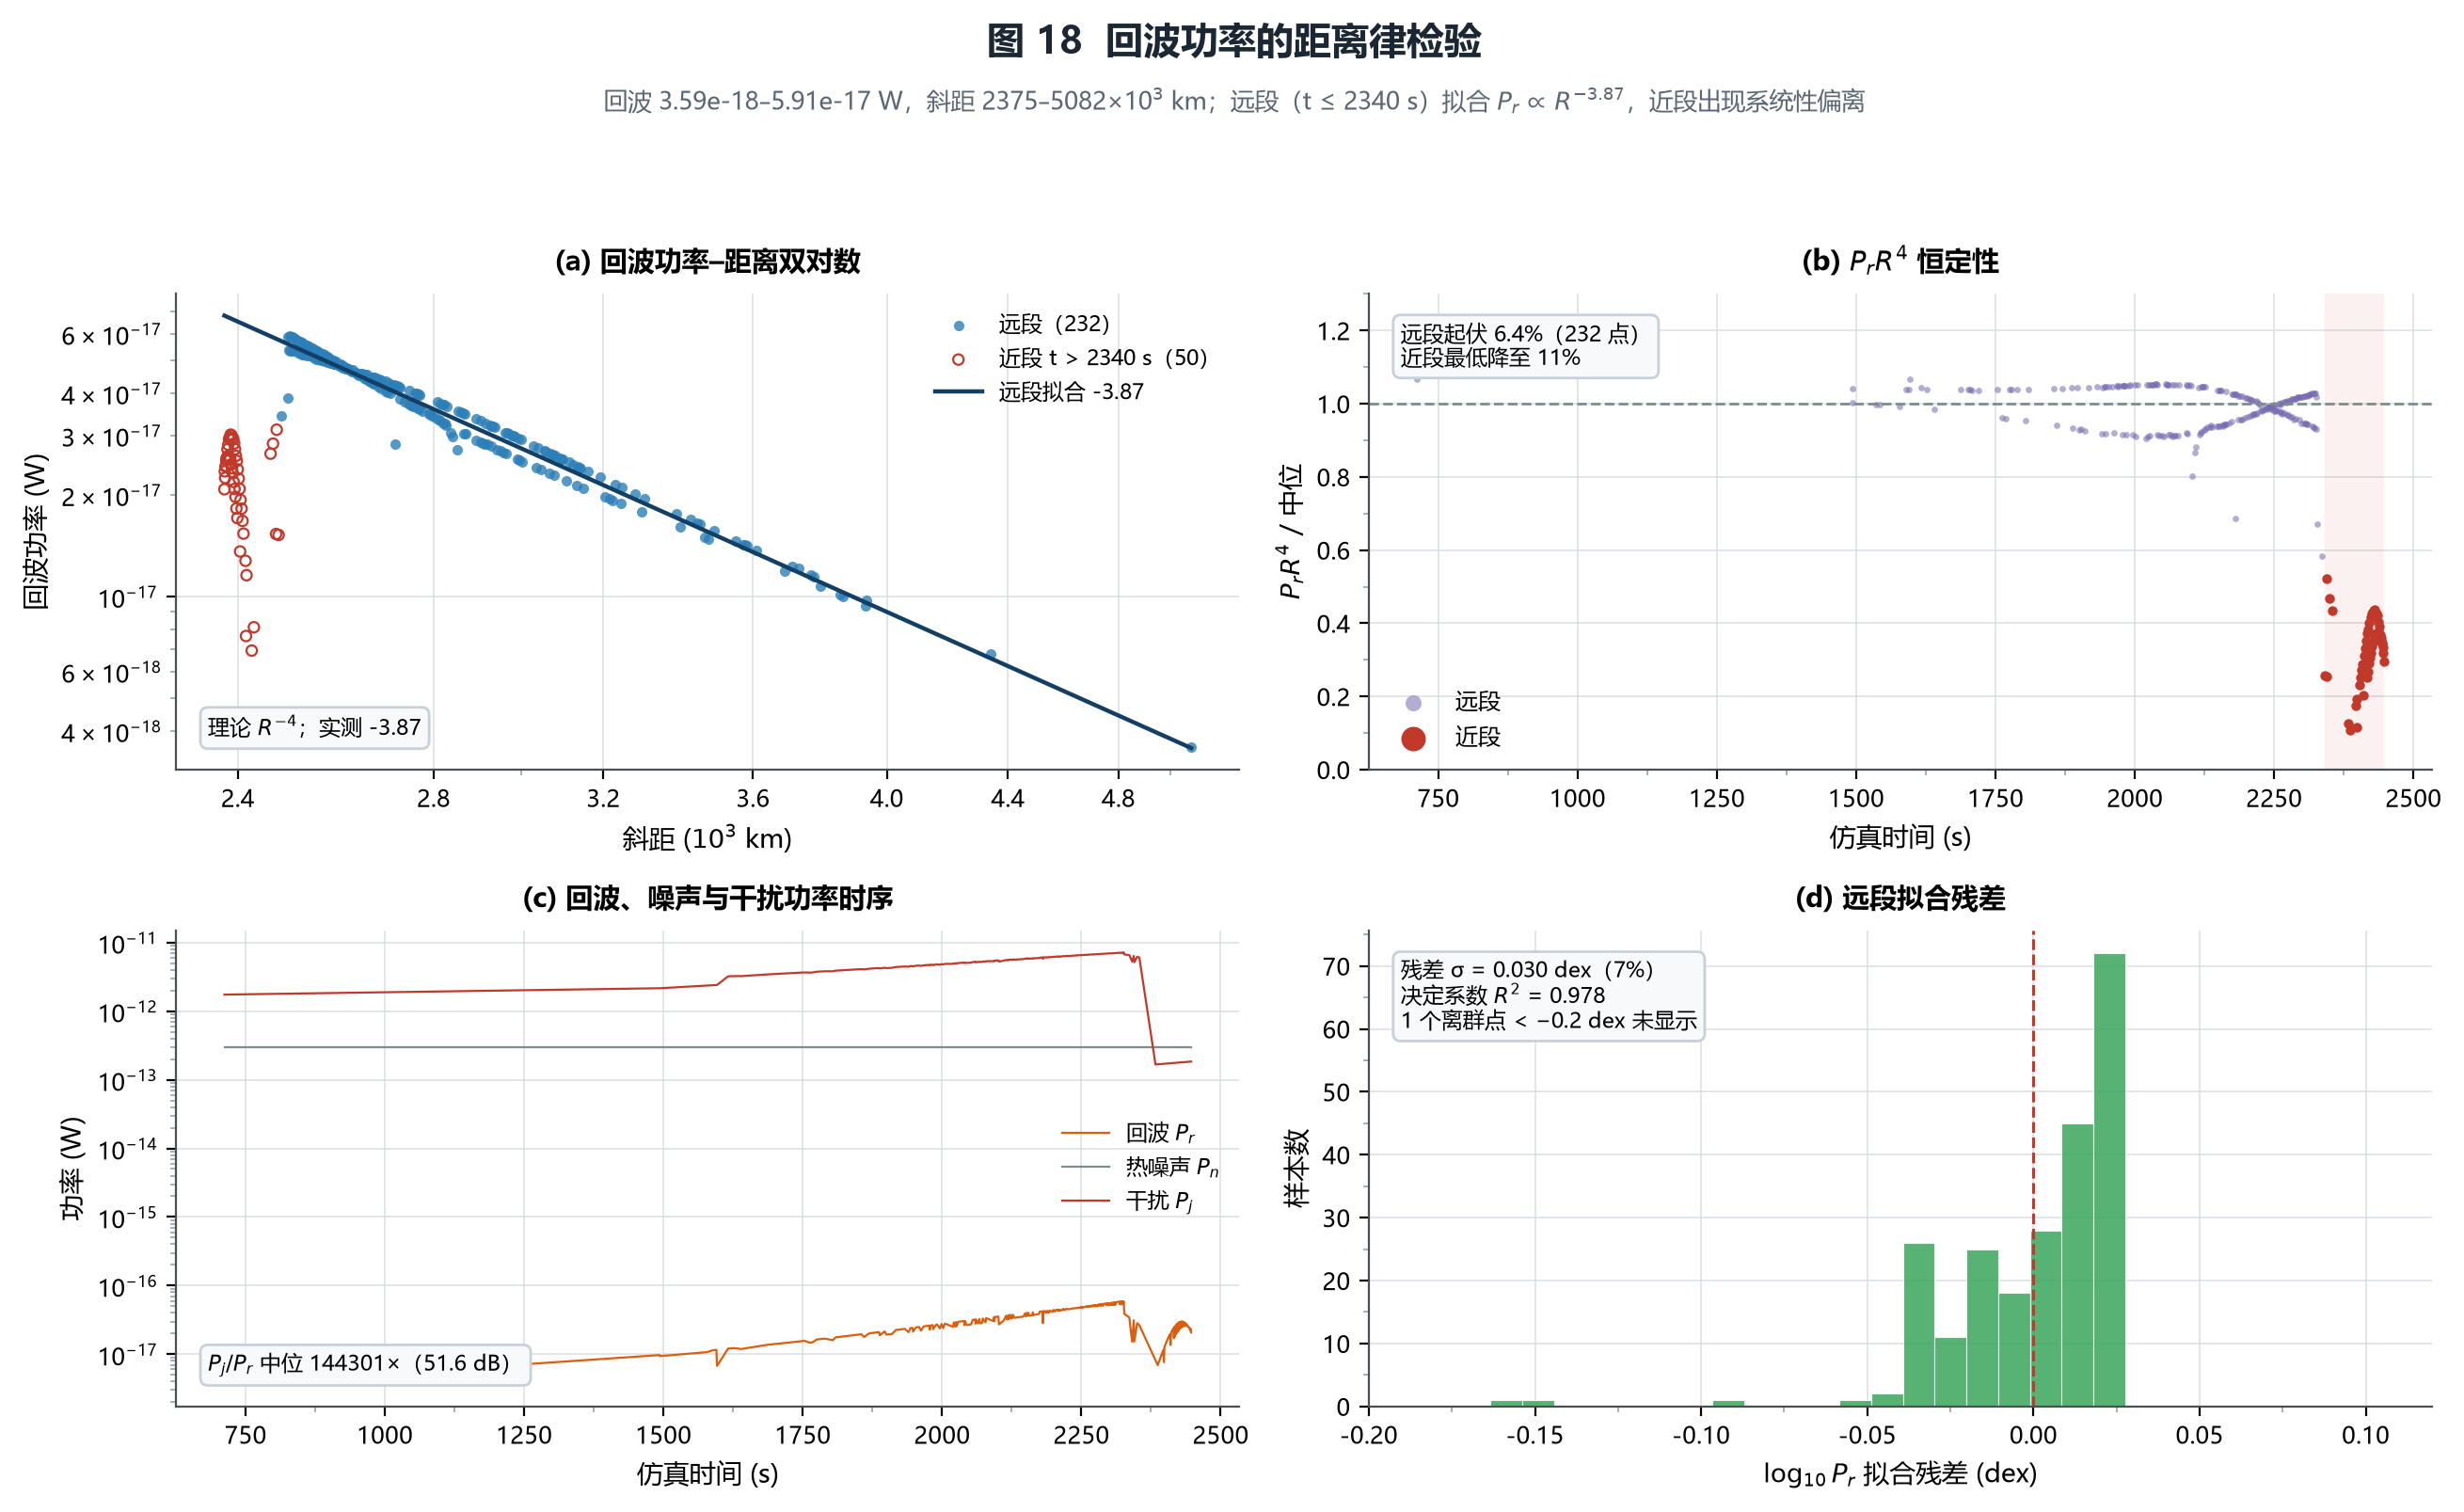 图 18 回波功率的距离律检验
回波 3.59e-18–5.91e-17 W，斜距 2375–5082×10³ km；远段（t ≤ 2340 s）拟合 Pᵣ ∝ R⁻³·⁸⁷，近段出现系统性偏离
(a) 回波功率–距离双对数
回波功率 (W)
6 × 10⁻¹⁷
4 × 10⁻¹⁷
3 × 10⁻¹⁷
2 × 10⁻¹⁷
10⁻¹⁷
6 × 10⁻¹⁸
4 × 10⁻¹⁸
远段（232）
近段 t > 2340 s（50）
远段拟合 -3.87
理论 R⁻⁴；实测 -3.87
2.4 2.8 3.2 3.6 4.0 4.4 4.8
斜距 (10³ km)
(b) PᵣR⁴ 恒定性
PᵣR⁴ / 中位
1.2
1.0
0.8
0.6
0.4
0.2
0.0
远段起伏 6.4%（232 点）
近段最低降至 11%
远段
近段
750 1000 1250 1500 1750 2000 2250 2500
仿真时间 (s)
(c) 回波、噪声与干扰功率时序
功率 (W)
10⁻¹¹
10⁻¹²
10⁻¹³
10⁻¹⁴
10⁻¹⁵
10⁻¹⁶
10⁻¹⁷
回波 Pᵣ
热噪声 Pₙ
干扰 Pⱼ
Pⱼ/Pᵣ 中位 144301×（51.6 dB）
750 1000 1250 1500 1750 2000 2250 2500
仿真时间 (s)
(d) 远段拟合残差
样本数
70
60
50
40
30
20
10
0
残差 σ = 0.030 dex（7%）
决定系数 R² = 0.978
1 个离群点 < −0.2 dex 未显示
-0.20 -0.15 -0.10 -0.05 0.00 0.05 0.10
log₁₀ Pᵣ 拟合残差 (dex)